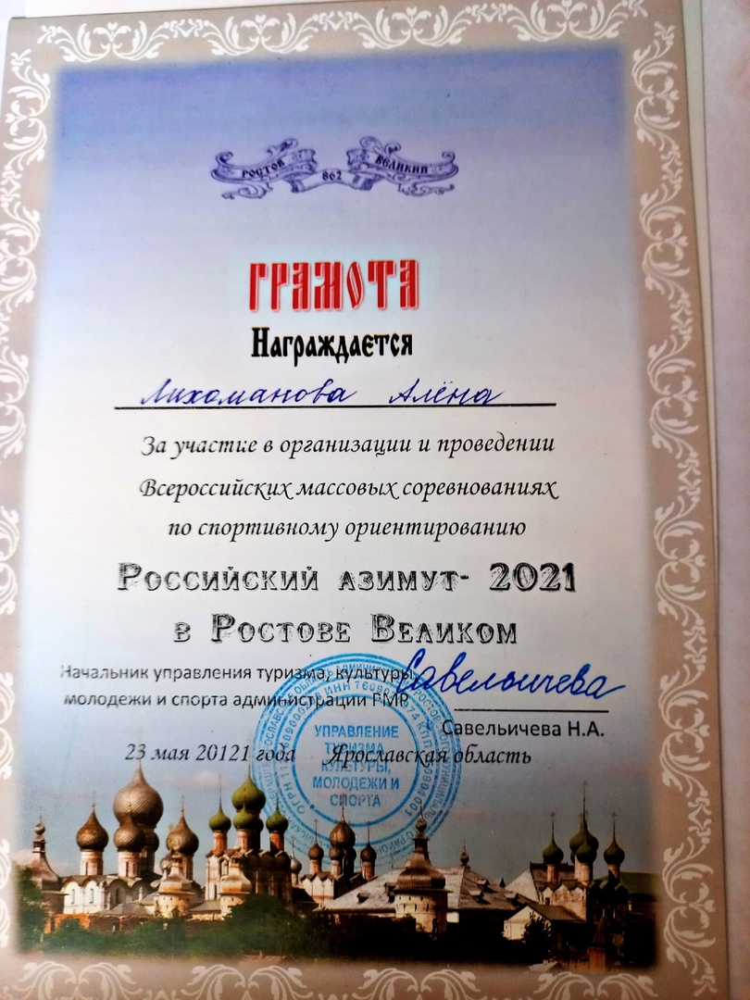 РОСТОВ 862 ВЕЛИКИЙ
ГРАМОТА
Награждается
Лихоманова Алёна
За участие в организации и проведении
Всероссийских массовых соревнованиях
по спортивному ориентированию
Российский азимут- 2021
в Ростове Великом
Начальник управления туризма, культуры,
молодежи и спорта администрации РМР
Савельичева
Савельичева Н.А.
23 мая 20121 года Ярославская область
УПРАВЛЕНИЕ
ТУРИЗМА,
КУЛЬТУРЫ,
МОЛОДЕЖИ И
СПОРТА